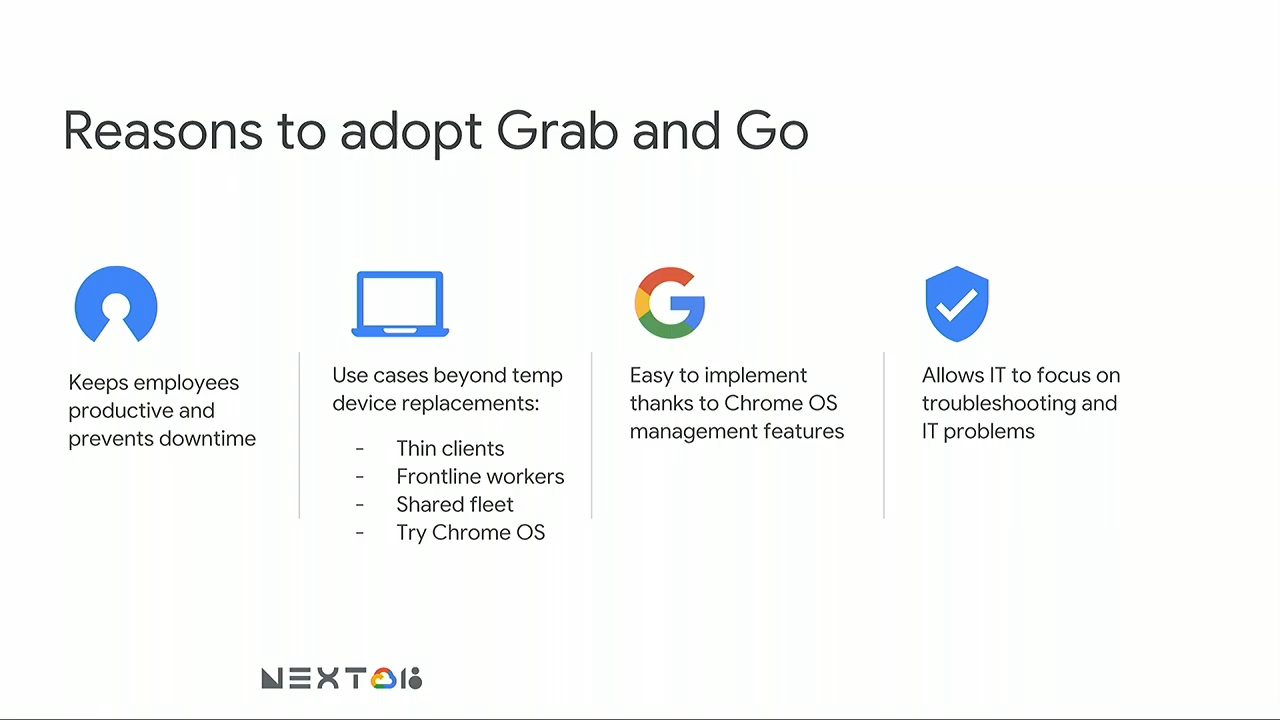 Reasons to adopt Grab and Go
Keeps employees
productive and
prevents downtime
Use cases beyond temp
device replacements:
- Thin clients
- Frontline workers
- Shared fleet
- Try Chrome OS
Easy to implement
thanks to Chrome OS
management features
Allows IT to focus on
troubleshooting and
IT problems
NEXT 18